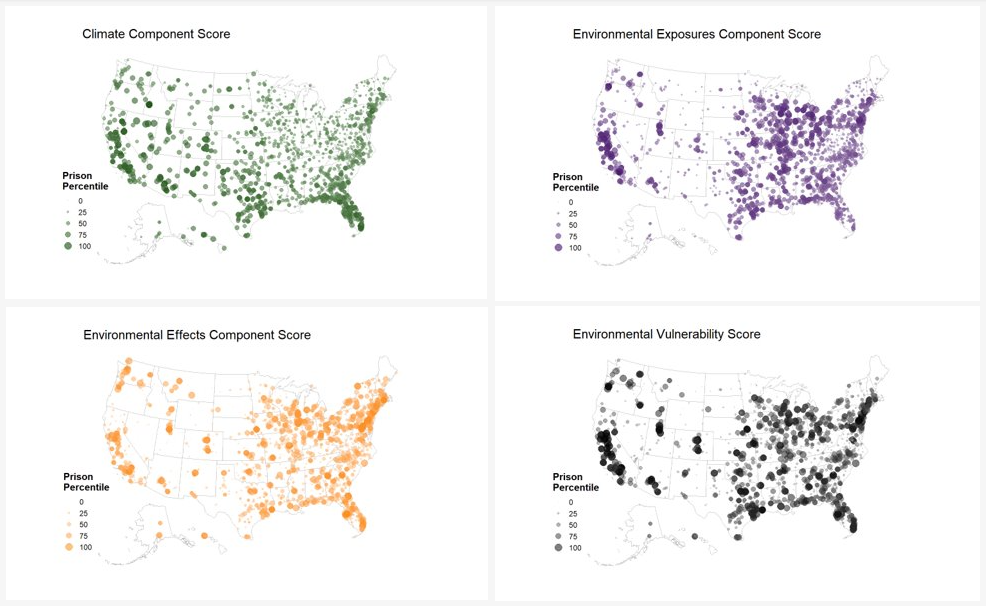 Climate Component Score
Prison
Percentile
0
25
50
75
100
Environmental Exposures Component Score
Prison
Percentile
0
25
50
75
100
Environmental Effects Component Score
Prison
Percentile
0
25
50
75
100
Environmental Vulnerability Score
Prison
Percentile
0
25
50
75
100